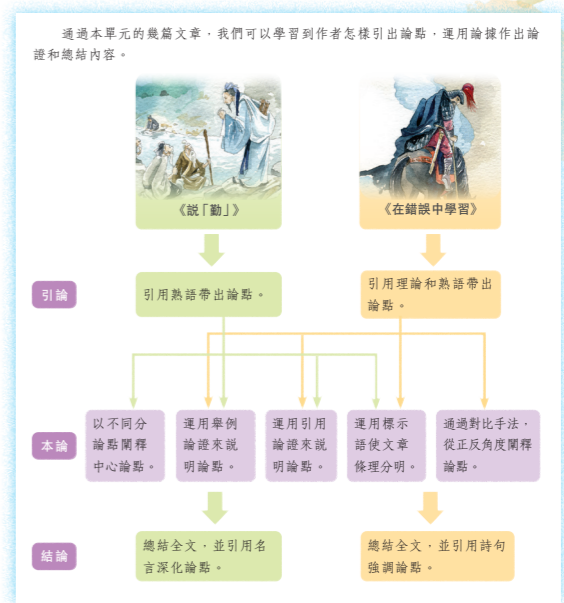 通過本單元的幾篇文章，我們可以學習到作者怎樣引出論點，運用論據作出論
證和總結內容。
《説「勤」》
《在錯誤中學習》
引論
引用熟語帶出論點。
引用理論和熟語帶出
論點。
本論
以不同分
論點闡釋
中心論點。
運用舉例
論證來説
明論點。
運用引用
論證來説
明論點。
運用標示
語使文章
條理分明。
通過對比手法，
從正反角度闡釋
論點。
結論
總結全文，並引用名
言深化論點。
總結全文，並引用詩句
強調論點。